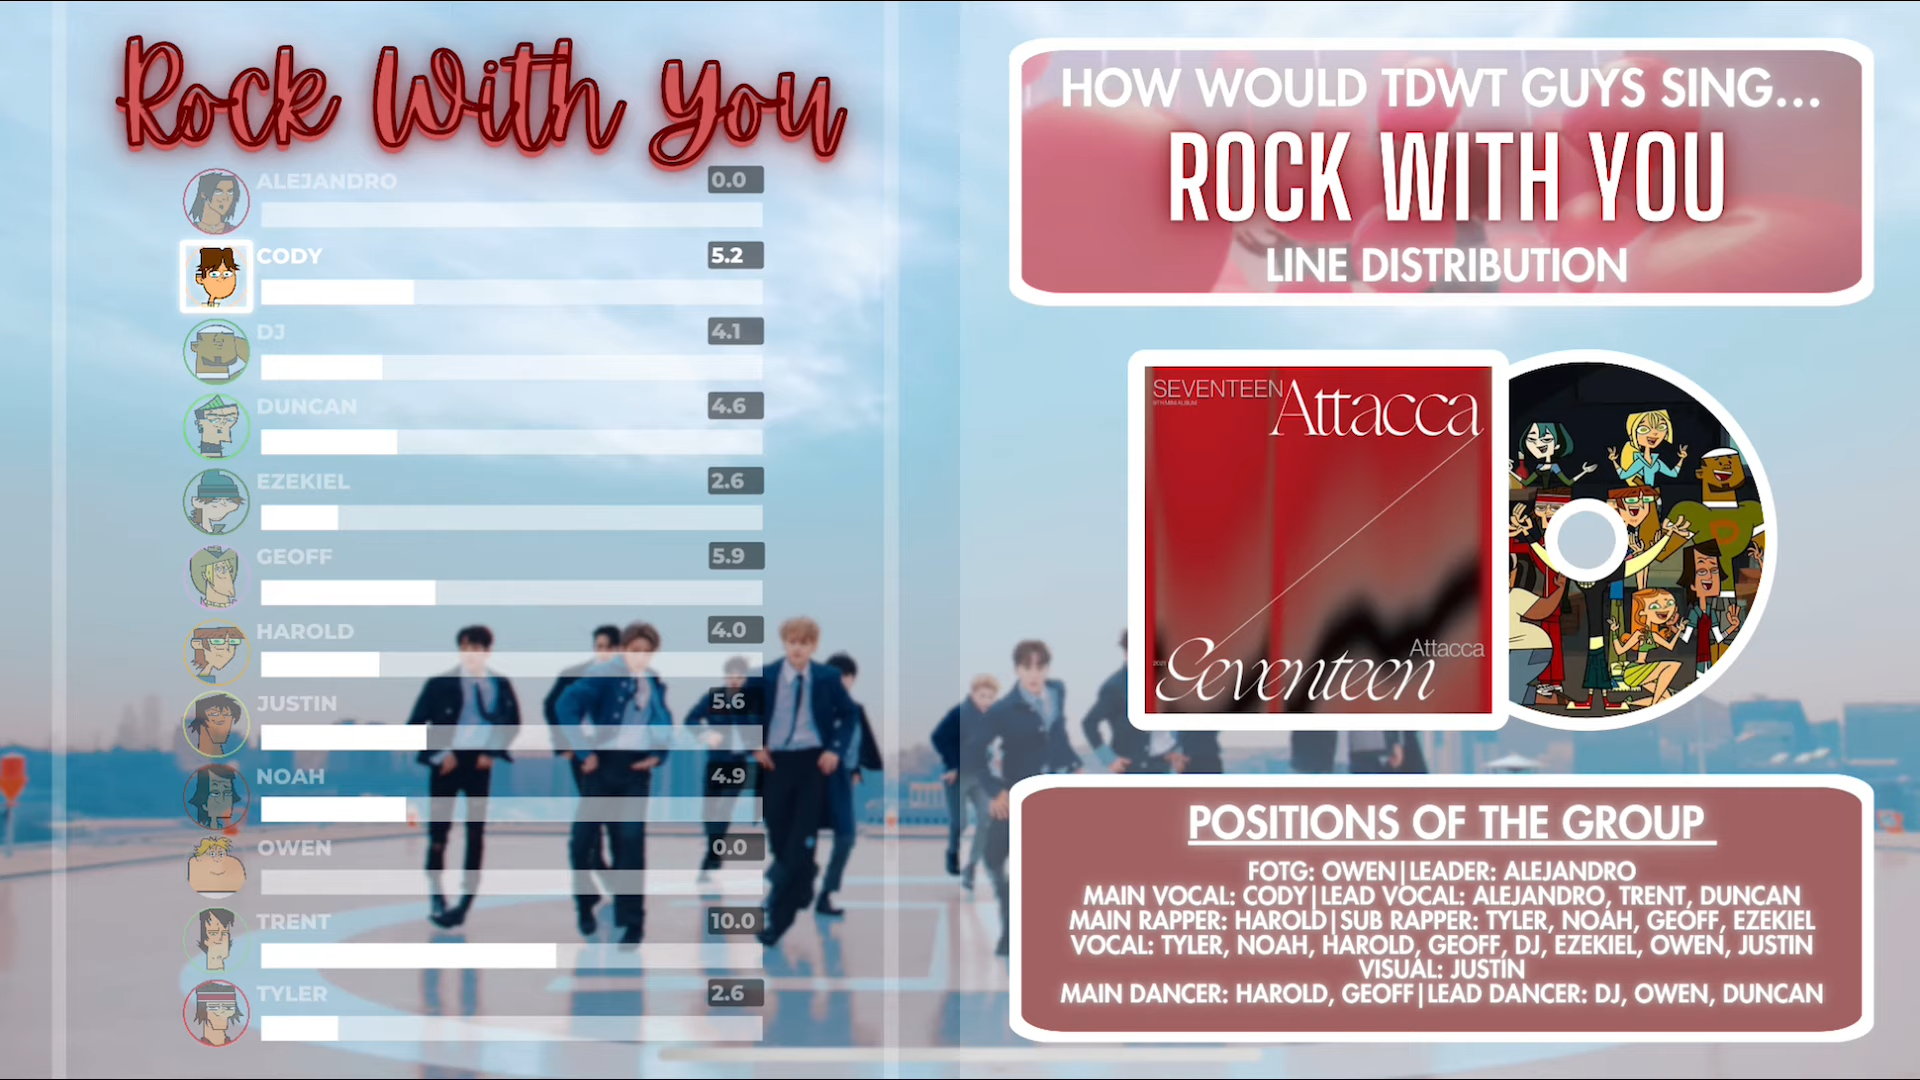 Rock With You
ALEJANDRO 0.0
CODY 5.2
DJ 4.1
DUNCAN 4.6
EZEKIEL 2.6
GEOFF 5.9
HAROLD 4.0
JUSTIN 5.6
NOAH 4.9
OWEN 0.0
TRENT 10.0
TYLER 2.6
HOW WOULD TDWT GUYS SING...
ROCK WITH YOU
LINE DISTRIBUTION
SEVENTEEN
Attacca
Attacca
Seventeen
POSITIONS OF THE GROUP
FOTG: OWEN|LEADER: ALEJANDRO
MAIN VOCAL: CODY|LEAD VOCAL: ALEJANDRO, TRENT, DUNCAN
MAIN RAPPER: HAROLD|SUB RAPPER: TYLER, NOAH, GEOFF, EZEKIEL
VOCAL: TYLER, NOAH, HAROLD, GEOFF, DJ, EZEKIEL, OWEN, JUSTIN
VISUAL: JUSTIN
MAIN DANCER: HAROLD, GEOFF|LEAD DANCER: DJ, OWEN, DUNCAN